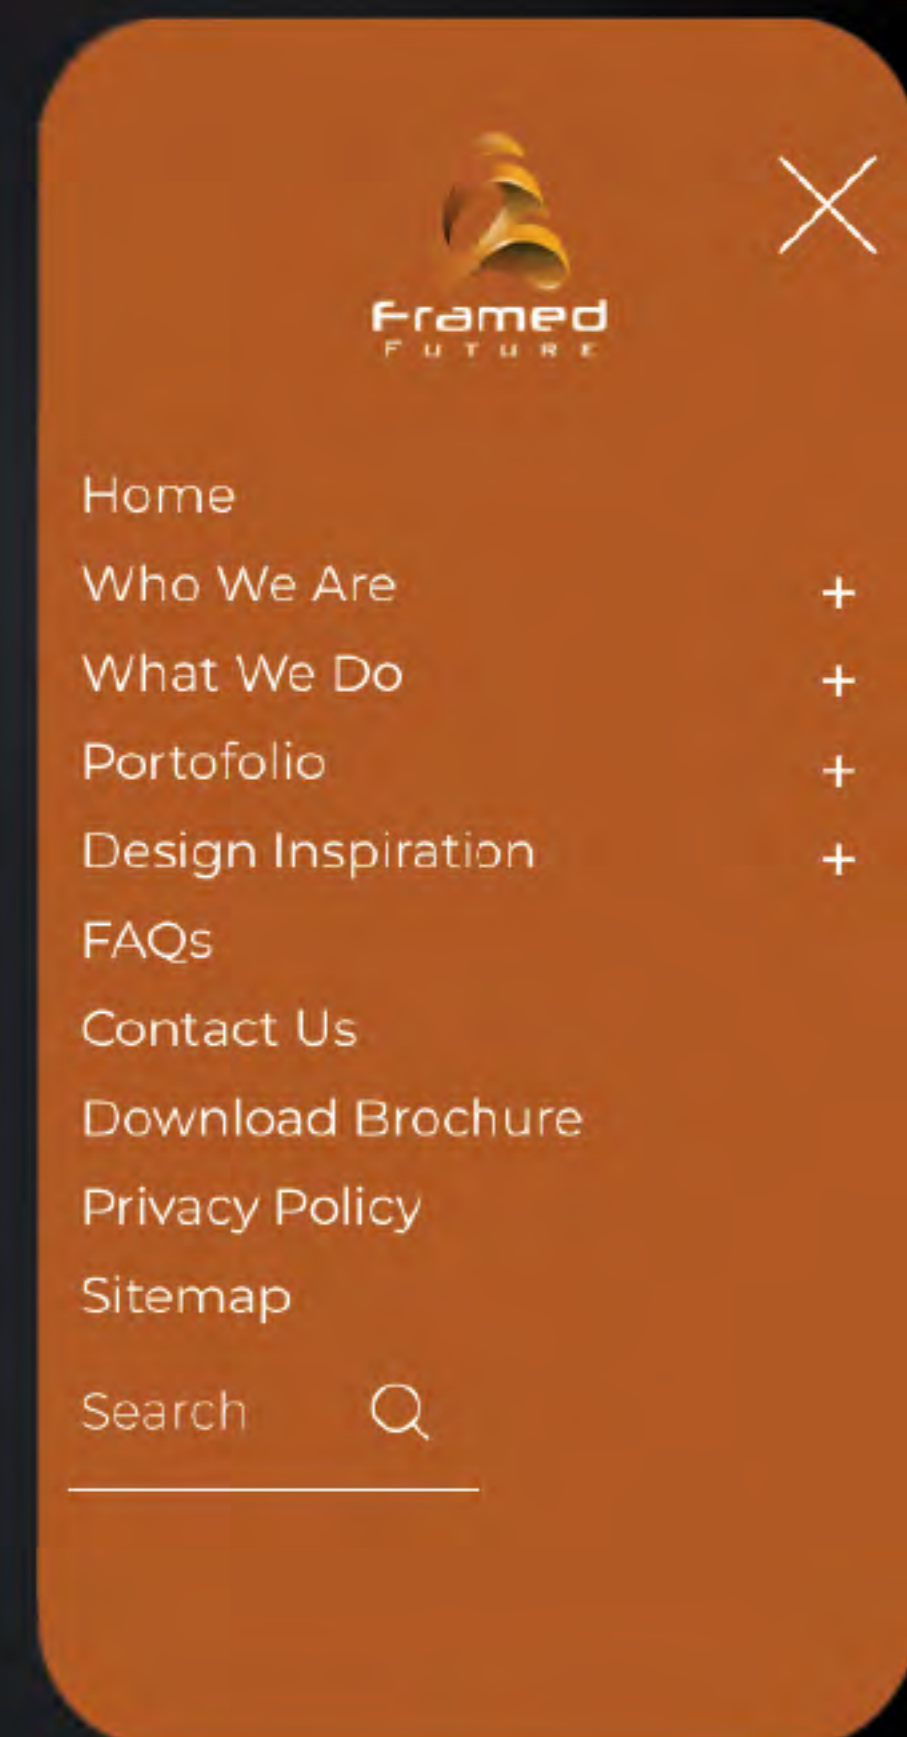 Framed
FUTURE
Home
Who We Are
+
What We Do
+
Portofolio
+
Design Inspiration
+
FAQs
Contact Us
Download Brochure
Privacy Policy
Sitemap
Search